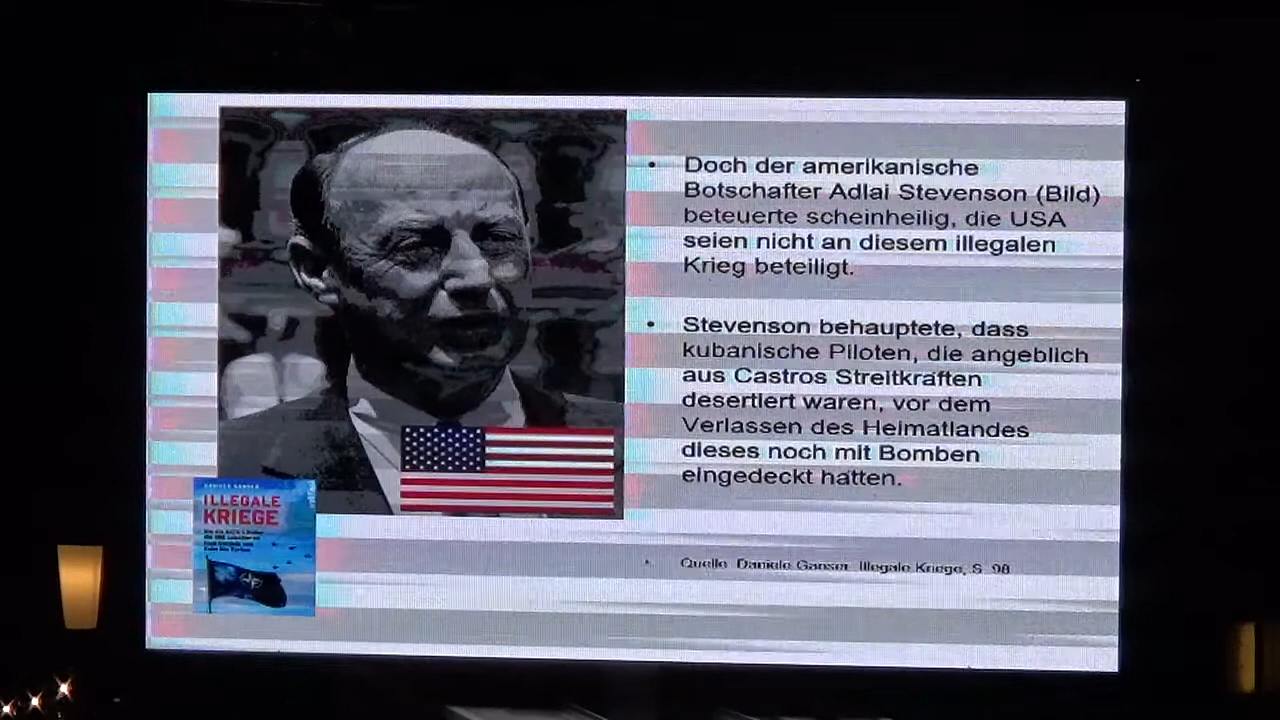 Doch der amerikanische
Botschafter Adlai Stevenson (Bild)
beteuerte scheinheilig, die USA
seien nicht an diesem illegalen
Krieg beteiligt.
Stevenson behauptete, dass
kubanische Piloten, die angeblich
aus Castros Streitkräften
desertiert waren, vor dem
Verlassen des Heimatlandes
dieses noch mit Bomben
eingedeckt hatten.
Quelle Daniele Ganser Illegale Kriege, S. 98
DANIELE GANSER
ILLEGALE
KRIEGE